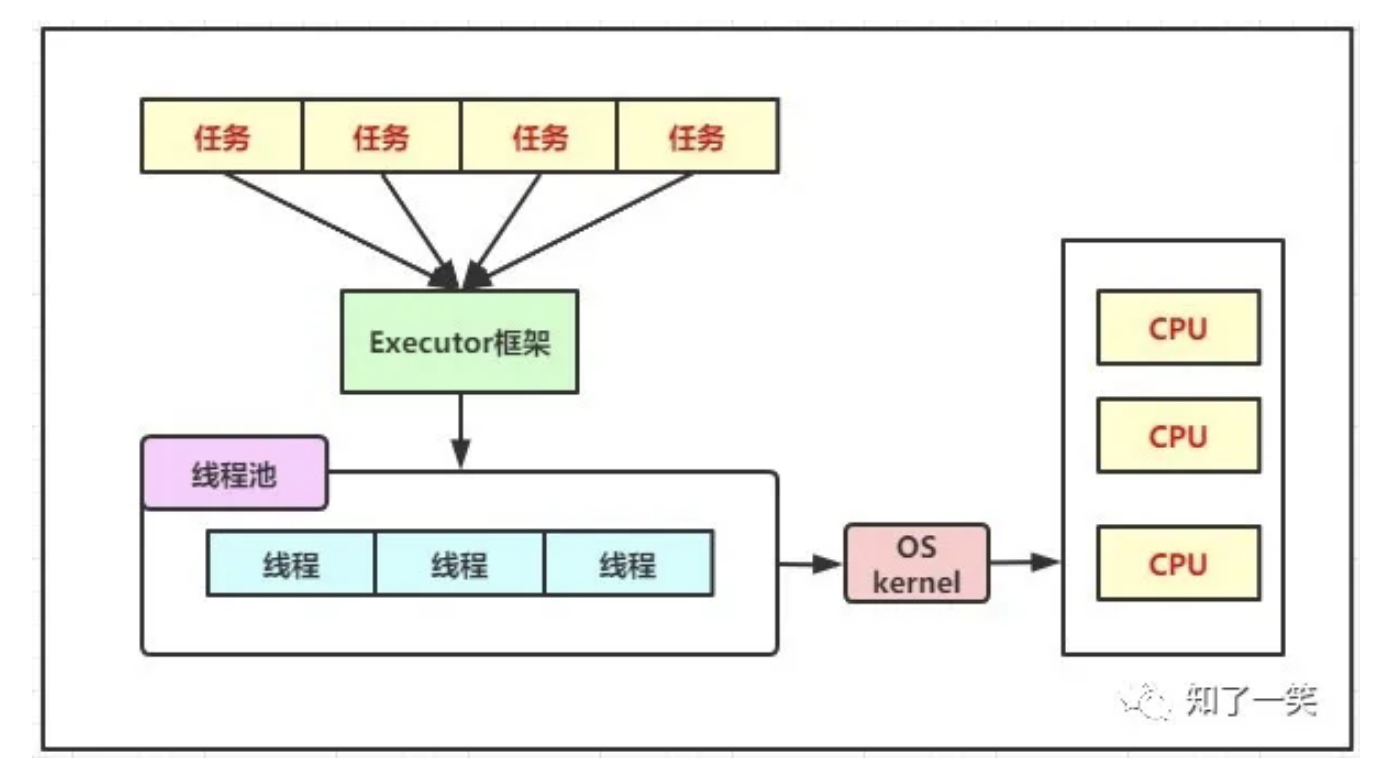 任务 任务 任务 任务
Executor框架
线程池
线程 线程 线程
OS
kernel
CPU
CPU
CPU
知了一笑